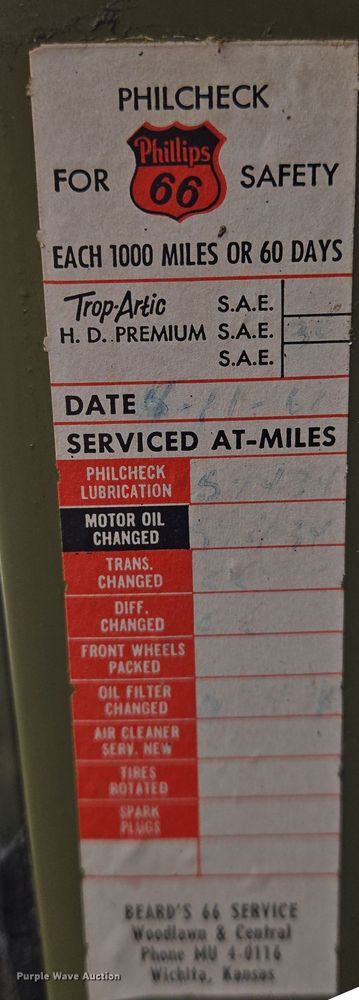 PHILCHECK
FOR Phillips 66 SAFETY
EACH 1000 MILES OR 60 DAYS
Trop-Artic S.A.E.
H. D. PREMIUM S.A.E.
S.A.E.
DATE
SERVICED AT-MILES
PHILCHECK
LUBRICATION
MOTOR OIL
CHANGED
TRANS.
CHANGED
DIFF.
CHANGED
FRONT WHEELS
PACKED
OIL FILTER
CHANGED
AIR CLEANER
SERV. NEW
TIRES
ROTATED
SPARK
PLUGS
BEARD'S 66 SERVICE
Woodlawn & Central
Phone MU 4-0116
Wichita, Kansas
Purple Wave Auction